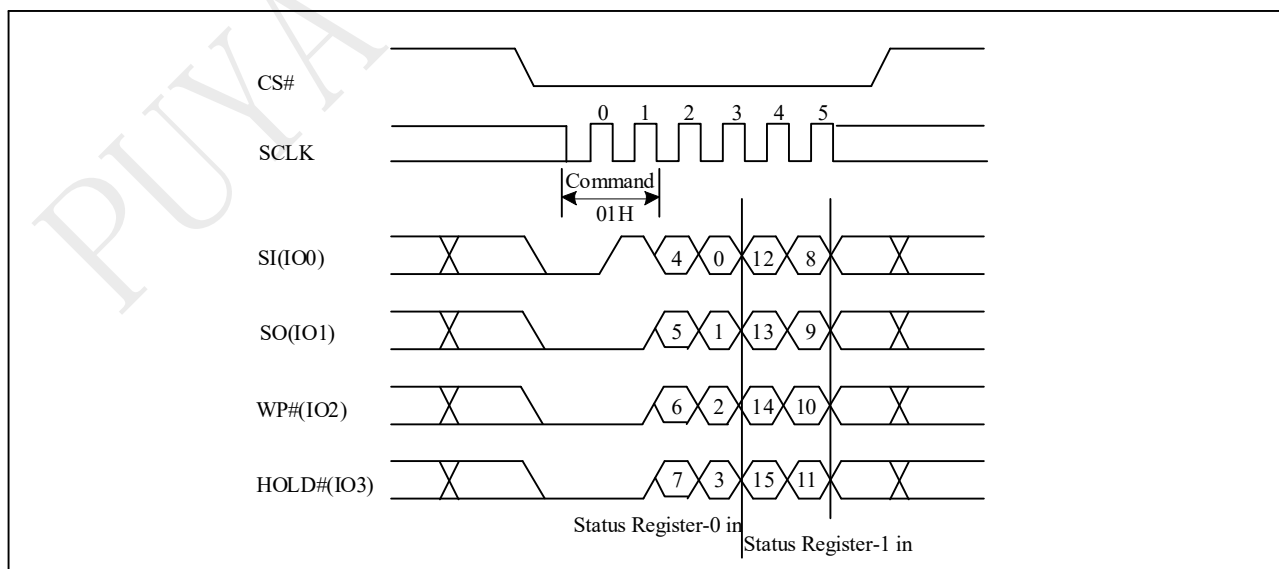 PUYA
CS#
0 1 2 3 4 5
SCLK
Command
01H
SI(IO0) 4 0 12 8
SO(IO1) 5 1 13 9
WP#(IO2) 6 2 14 10
HOLD#(IO3) 7 3 15 11
Status Register-0 in
Status Register-1 in